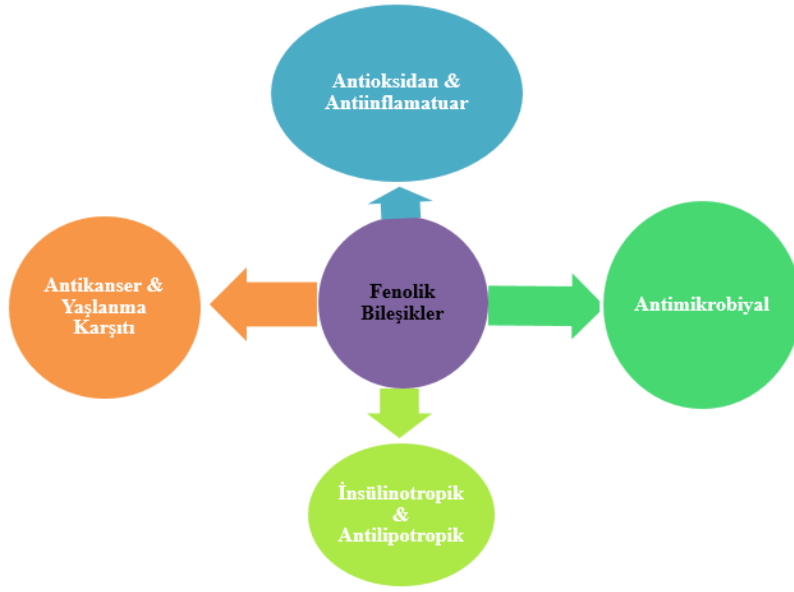 Antioksidan &
Antiinflamatuar
Antikanser &
Yaşlanma
Karşıtı
Fenolik
Bileşikler
Antimikrobiyal
İnsülinotropik
&
Antilipotropik